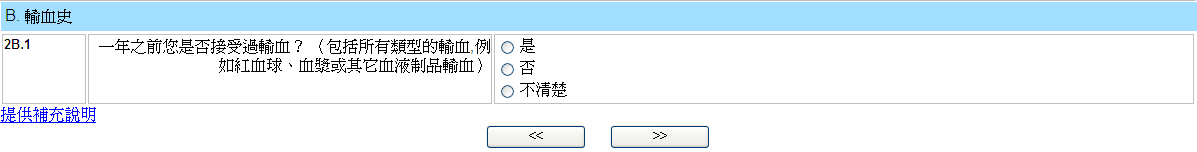 B. 輸血史
2B.1
一年之前您是否接受過輸血？（包括所有類型的輸血,例
如紅血球、血漿或其它血液制品輸血）
是
否
不清楚
提供補充說明
<< >>